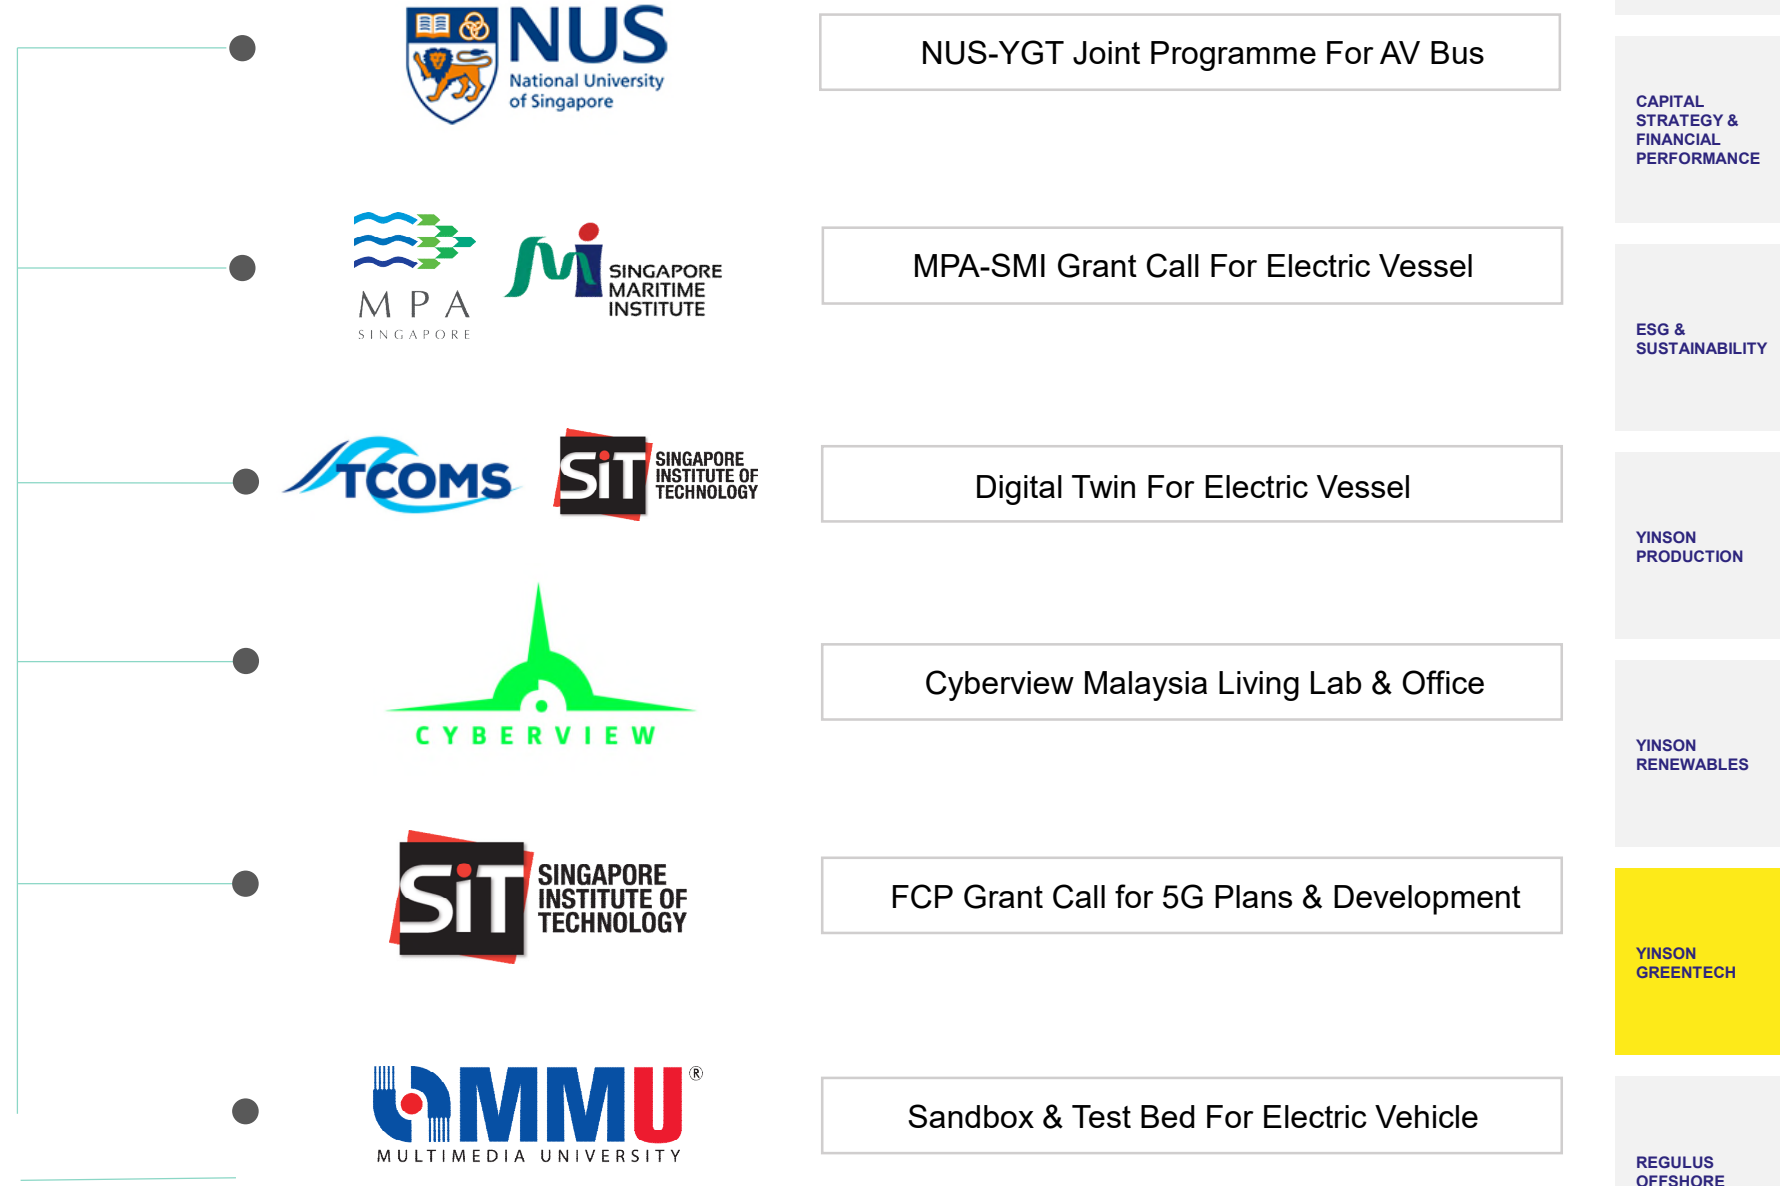 NUS
National University
of Singapore
NUS-YGT Joint Programme For AV Bus
MPA
SINGAPORE
SINGAPORE
MARITIME
INSTITUTE
MPA-SMI Grant Call For Electric Vessel
TCOMS
SiT
SINGAPORE
INSTITUTE OF
TECHNOLOGY
Digital Twin For Electric Vessel
CYBERVIEW
Cyberview Malaysia Living Lab & Office
SiT
SINGAPORE
INSTITUTE OF
TECHNOLOGY
FCP Grant Call for 5G Plans & Development
MMU®
MULTIMEDIA UNIVERSITY
Sandbox & Test Bed For Electric Vehicle
CAPITAL
STRATEGY &
FINANCIAL
PERFORMANCE
ESG &
SUSTAINABILITY
YINSON
PRODUCTION
YINSON
RENEWABLES
YINSON
GREENTECH
REGULUS
OFFSHORE